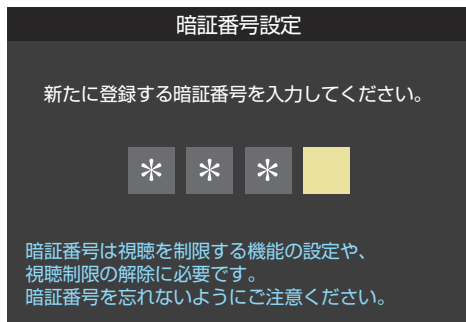 暗証番号設定
新たに登録する暗証番号を入力してください。
* * *
暗証番号は視聴を制限する機能の設定や、
視聴制限の解除に必要です。
暗証番号を忘れないようにご注意ください。